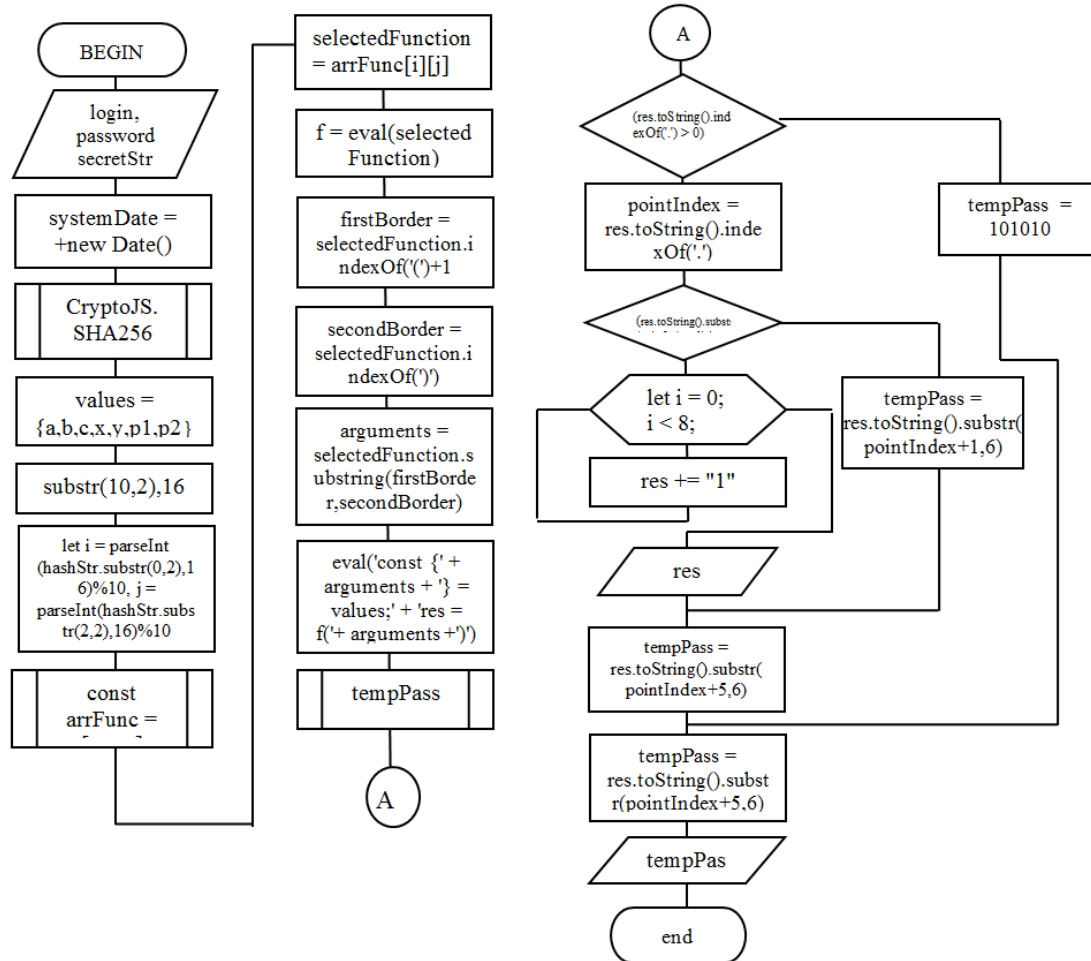 BEGIN
login,
password
secretStr
systemDate =
+new Date()
CryptoJS.
SHA256
values =
{a,b,c,x,y,p1,p2}
substr(10,2),16
let i = parseInt
(hashStr.substr(0,2),1
6)%10, j =
parseInt(hashStr.subs
tr(2,2),16)%10
const
arrFunc =
selectedFunction
= arrFunc[i][j]
f = eval(selected
Function)
firstBorder =
selectedFunction.i
ndexOf('(')+1
secondBorder =
selectedFunction.i
ndexOf(')')
arguments =
selectedFunction.s
ubstring(firstBorde
r,secondBorder)
eval('const {' +
arguments + '} =
values;' + 'res =
f('+ arguments +')')
tempPass
A
A
(res.toString().ind
exOf('.') > 0)
pointIndex =
res.toString().inde
xOf('.')
tempPass =
101010
(res.toString().subst
let i = 0;
i < 8;
res += "1"
tempPass =
res.toString().substr(
pointIndex+1,6)
res
tempPass =
res.toString().substr(
pointIndex+5,6)
tempPass =
res.toString().subst
r(pointIndex+5,6)
tempPas
end